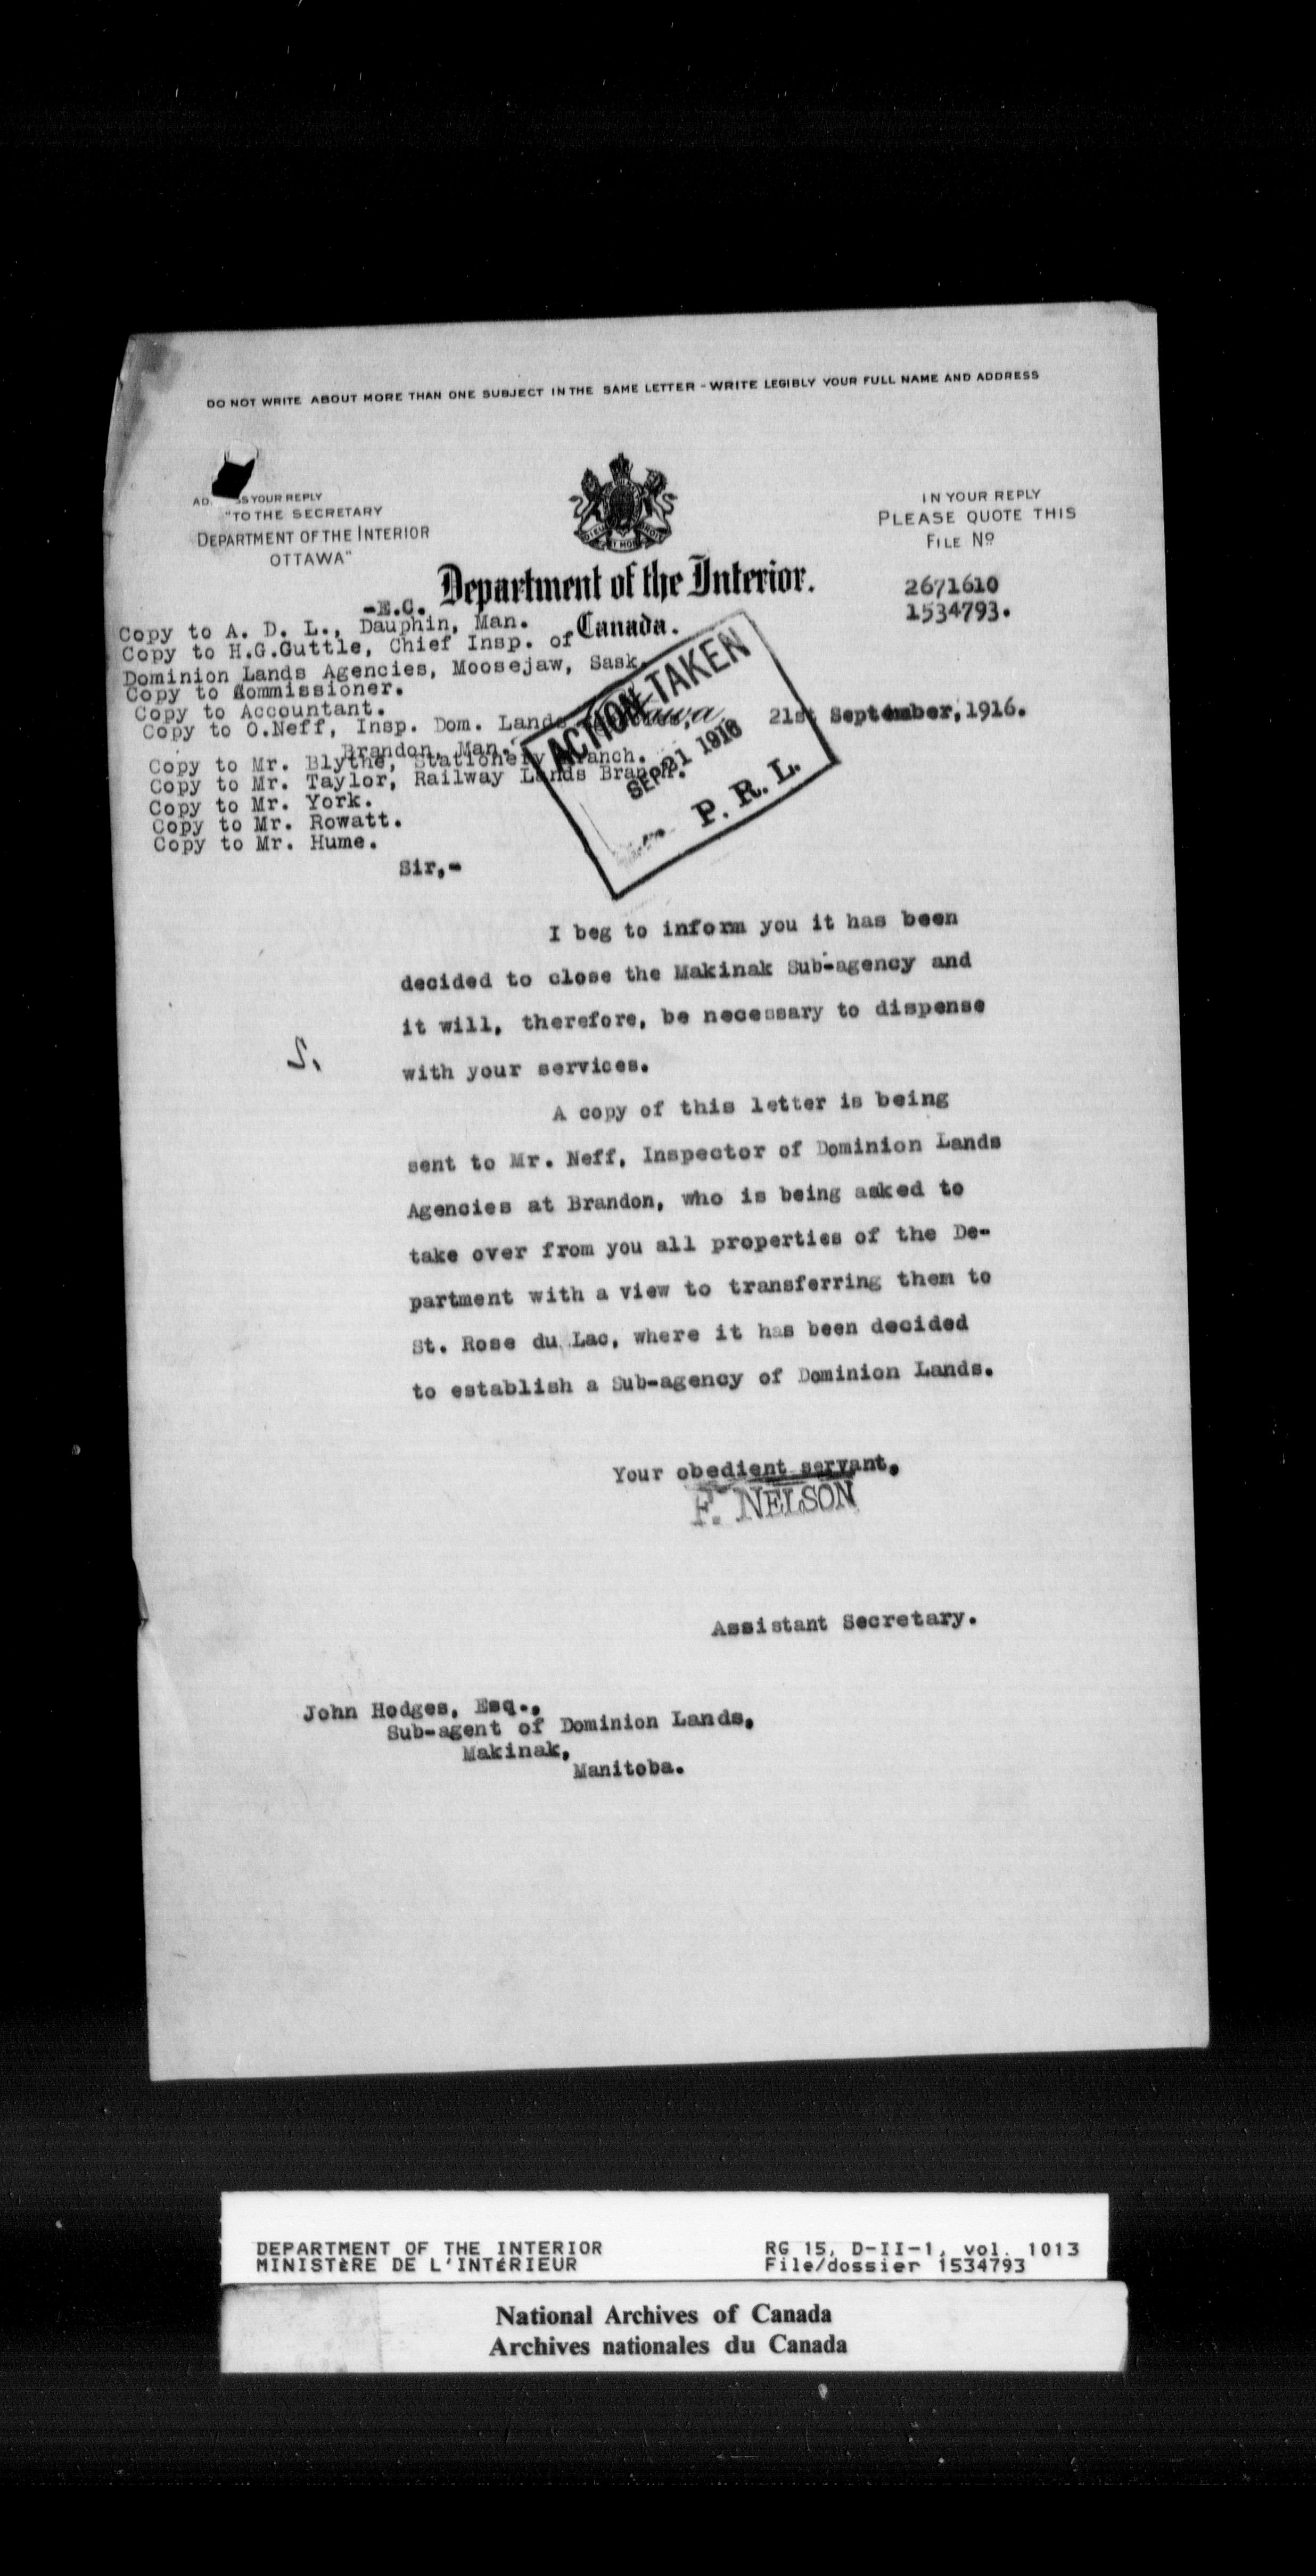 DO NOT WRITE ABOUT MORE THAN ONE SUBJECT IN THE SAME LETTER - WRITE LEGIBLY YOUR FULL NAME AND ADDRESS
YOUR REPLY
"TO THE SECRETARY
DEPARTMENT OF THE INTERIOR
OTTAWA"
IN YOUR REPLY
PLEASE QUOTE THIS
FILE No
2671610
1534793.
Department of the Interior.
Canada.
-E.C.
Copy to A. D. L., Dauphin, Man.
Copy to H.G.Cuttle, Chief Insp. of
Dominion Lands Agencies, Moosejaw, Sask.
Copy to Commissioner.
Copy to Accountant.
Copy to O.Neff, Insp. Dom. Lands
Brandon, Man.
Copy to Mr. Blythe, Stationery Branch.
Copy to Mr. Taylor, Railway Lands Branch.
Copy to Mr. York.
Copy to Mr. Rowatt.
Copy to Mr. Hume.
21st September, 1916.
ACTION TAKEN
SEP 21 1916
P. R. L.
Sir,-
I beg to inform you it has been
decided to close the Makinak Sub-agency and
it will, therefore, be necessary to dispense
with your services.
A copy of this letter is being
sent to Mr. Neff, Inspector of Dominion Lands
Agencies at Brandon, who is being asked to
take over from you all properties of the De-
partment with a view to transferring them to
St. Rose du Lac, where it has been decided
to establish a Sub-agency of Dominion Lands.
Your obedient servant,
F. NELSON
Assistant Secretary.
John Hodges, Esq.,
Sub-agent of Dominion Lands,
Makinak,
Manitoba.
DEPARTMENT OF THE INTERIOR
MINISTÈRE DE L'INTÉRIEUR
RG 15, D-II-1, vol. 1013
File/dossier 1534793
National Archives of Canada
Archives nationales du Canada